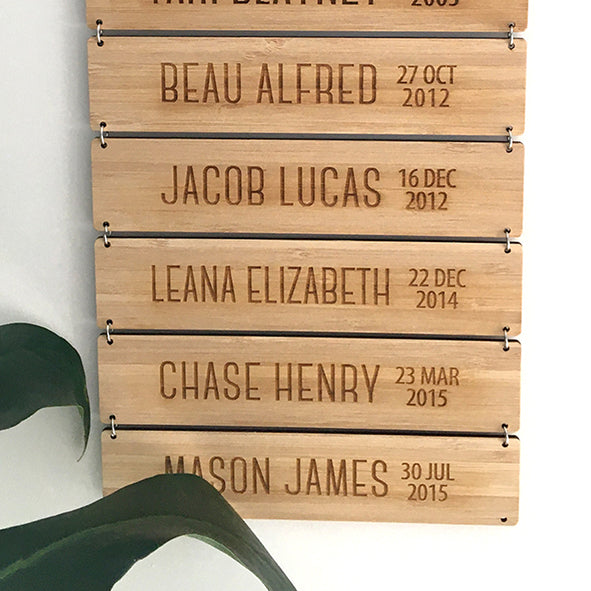 2005
BEAU ALFRED 27 OCT
2012
JACOB LUCAS 16 DEC
2012
LEANA ELIZABETH 22 DEC
2014
CHASE HENRY 23 MAR
2015
MASON JAMES 30 JUL
2015